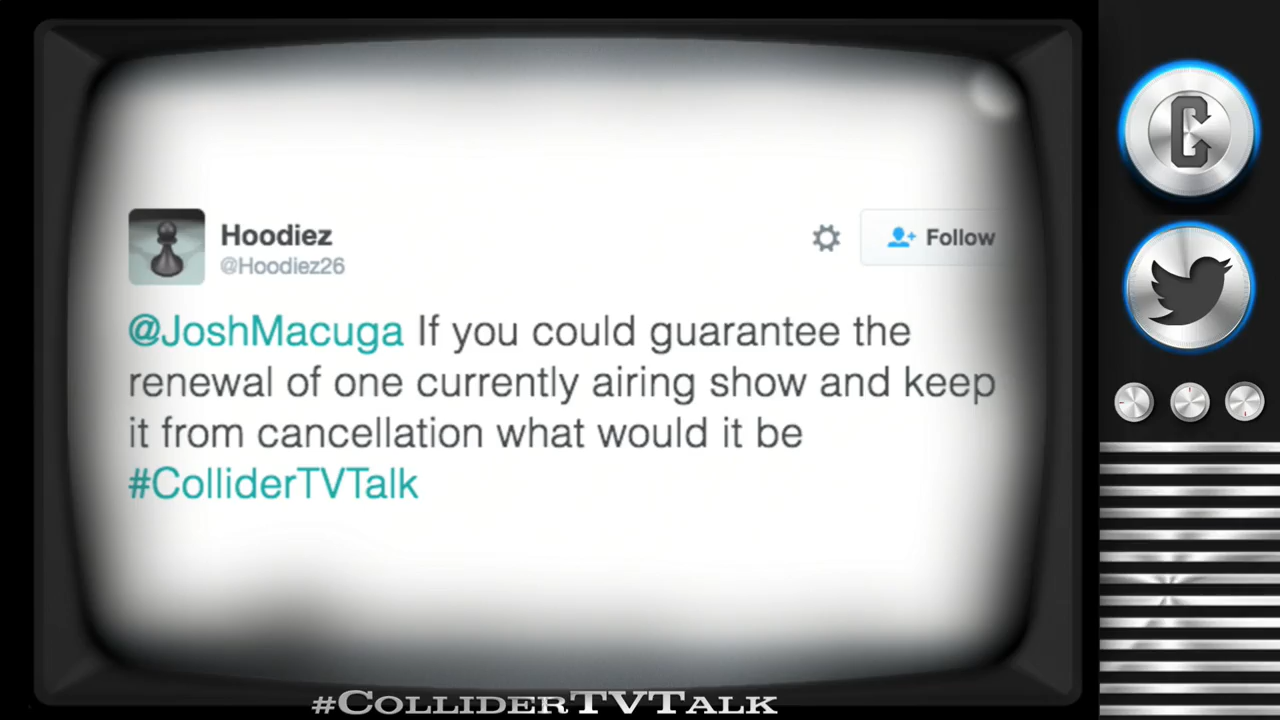 Hoodiez
@Hoodiez26
Follow
@JoshMacuga If you could guarantee the
renewal of one currently airing show and keep
it from cancellation what would it be
#ColliderTVTalk
#ColliderTVTalk